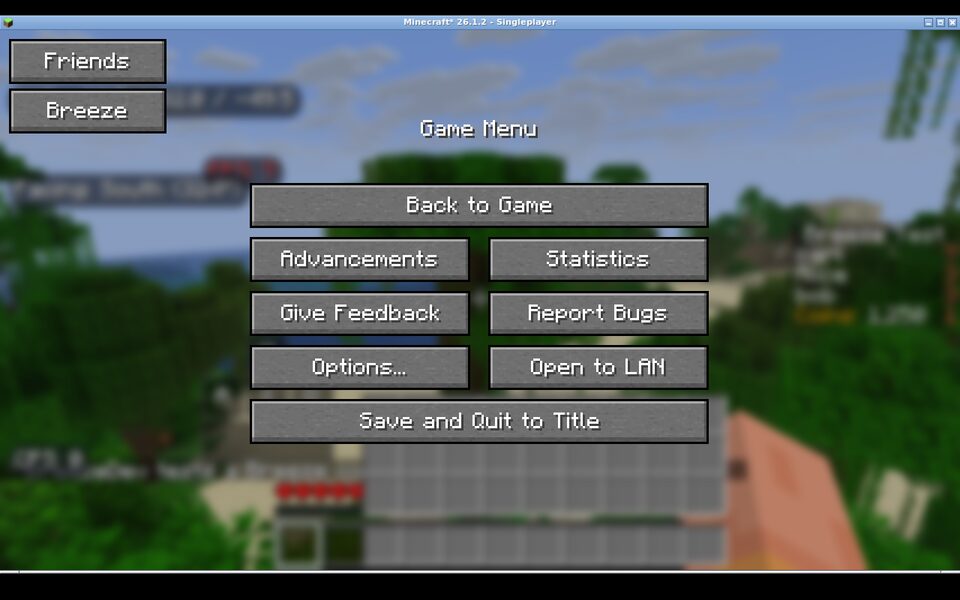 Minecraft* 26.1.2 - Singleplayer
Friends
Breeze
Game Menu
Back to Game
Advancements
Statistics
Give Feedback
Report Bugs
Options...
Open to LAN
Save and Quit to Title